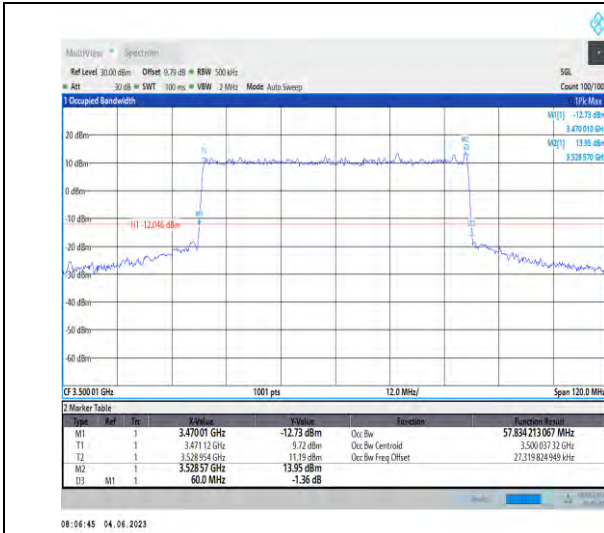 MultiView Spectrum
Ref Level 30.00 dBm Offset 9.79 dB RBW 500 kHz SGL
Att 30 dB SWT 100 ms VBW 2 MHz Mode Auto Sweep Count 100/100
1 Occupied Bandwidth 1Pk Max
M1[1] -12.73 dBm
3.470 010 GHz
M2[1] 13.95 dBm
3.528 570 GHz
20 dBm
M2
T1
T2
10 dBm
0 dBm
-10 dBm
M1
H1 -12.046 dBm
D3
-20 dBm
-30 dBm
-40 dBm
-50 dBm
-60 dBm
CF 3.500 01 GHz 1001 pts 12.0 MHz/ Span 120.0 MHz
2 Marker Table
Type Ref Trc X-Value Y-Value Function Function Result
M1 1 3.470 01 GHz -12.73 dBm Occ Bw 57.834 213 067 MHz
T1 1 3.471 12 GHz 9.72 dBm Occ Bw Centroid 3.500 037 32 GHz
T2 1 3.528 954 GHz 11.19 dBm Occ Bw Freq Offset 27.319 824 949 kHz
M2 1 3.528 57 GHz 13.95 dBm
D3 M1 1 60.0 MHz -1.36 dB
08:06:45 04.06.2023